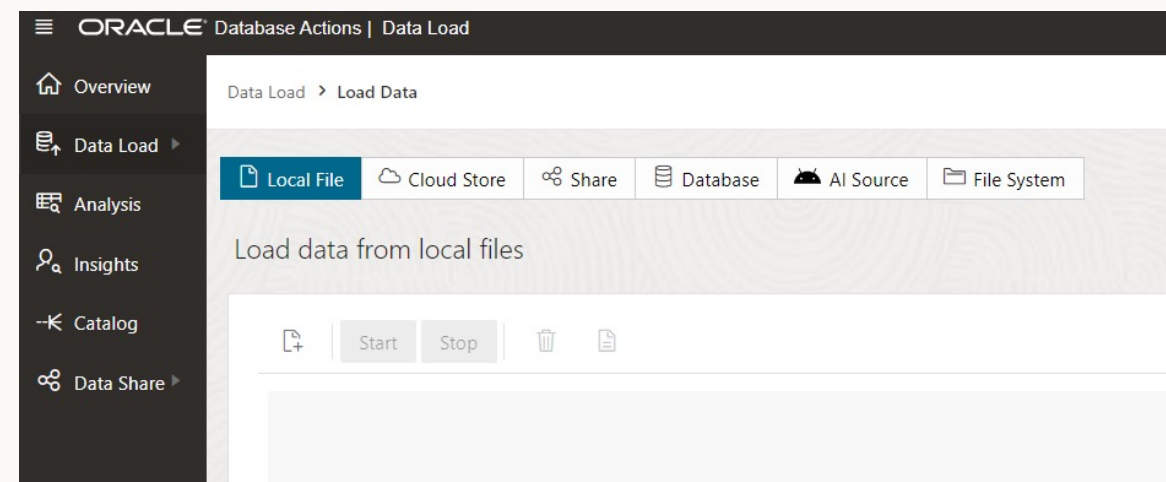 ORACLE Database Actions | Data Load
Overview
Data Load
Analysis
Insights
Catalog
Data Share
Data Load > Load Data
Local File Cloud Store Share Database AI Source File System
Load data from local files
Start Stop